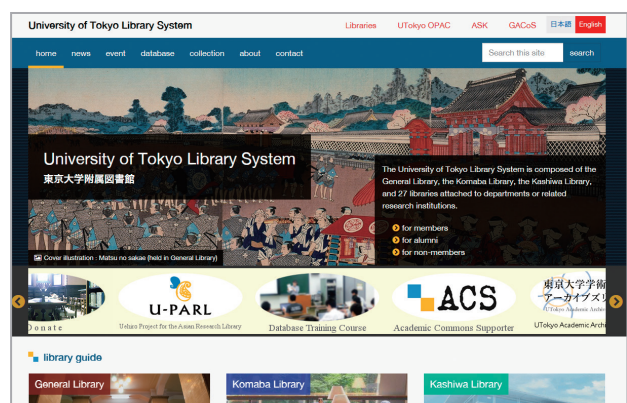 University of Tokyo Library System
Libraries UTokyo OPAC ASK GACoS 日本語 English
home news event database collection about contact Search this site search
University of Tokyo Library System
東京大学附属図書館
The University of Tokyo Library System is composed of the
General Library, the Komaba Library, the Kashiwa Library,
and 27 libraries attached to departments or related
research institutions.
for members
for alumni
for non-members
Cover illustration : Matsu no sakae (held in General Library)
Donate
U-PARL
Uehiro Project for the Asian Research Library
Database Training Course
ACS
Academic Commons Supporter
東京大学学術
アーカイブズリ
UTokyo Academic Archi
UTokyo Academic Archi
library guide
General Library
Komaba Library
Kashiwa Library